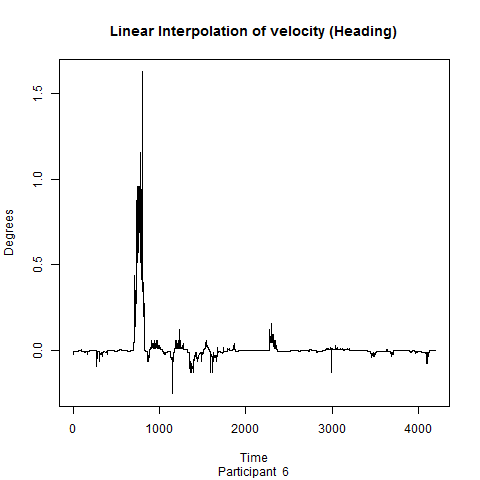 Linear Interpolation of velocity (Heading)
Degrees
1.5
1.0
0.5
0.0
0 1000 2000 3000 4000
Time
Participant 6